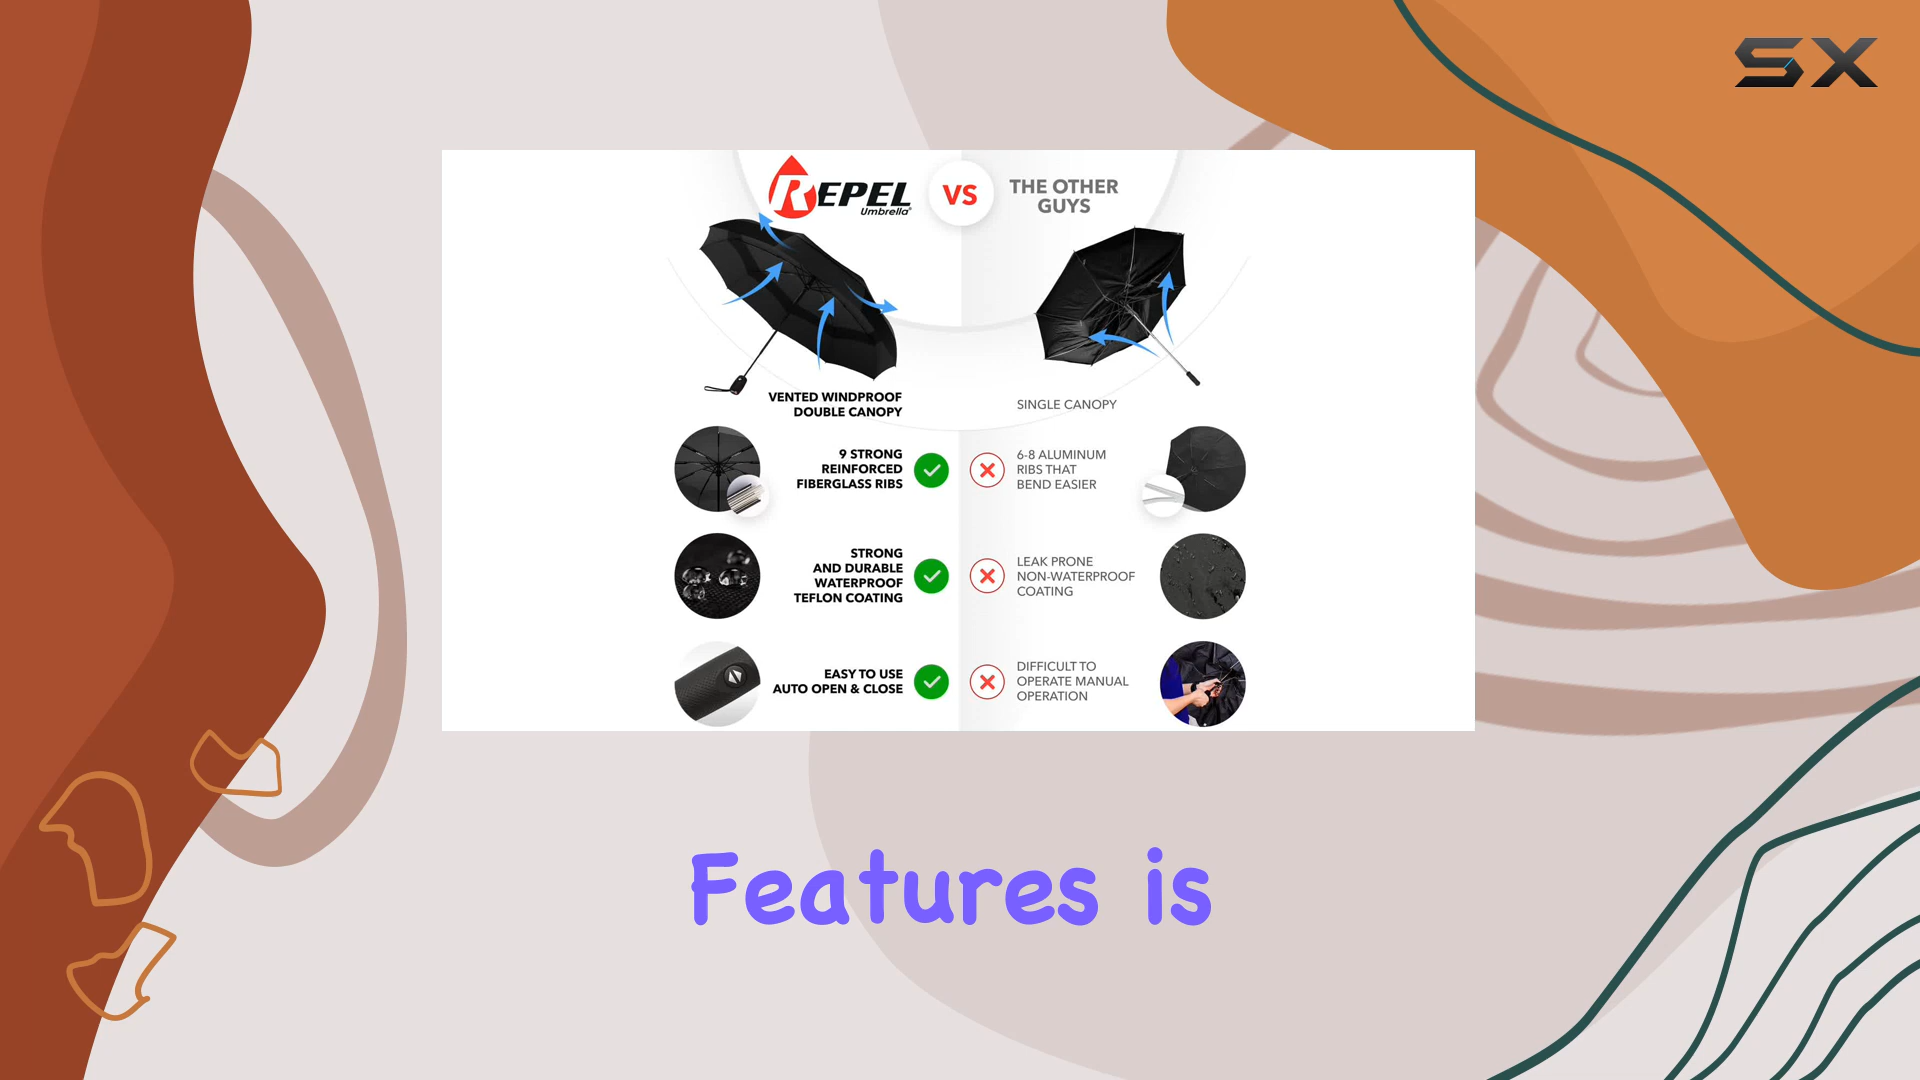 SX
REPEL
Umbrella
VS
THE OTHER
GUYS
VENTED WINDPROOF
DOUBLE CANOPY
SINGLE CANOPY
9 STRONG
REINFORCED
FIBERGLASS RIBS
6-8 ALUMINUM
RIBS THAT
BEND EASIER
STRONG
AND DURABLE
WATERPROOF
TEFLON COATING
LEAK PRONE
NON-WATERPROOF
COATING
EASY TO USE
AUTO OPEN & CLOSE
DIFFICULT TO
OPERATE MANUAL
OPERATION
Features is